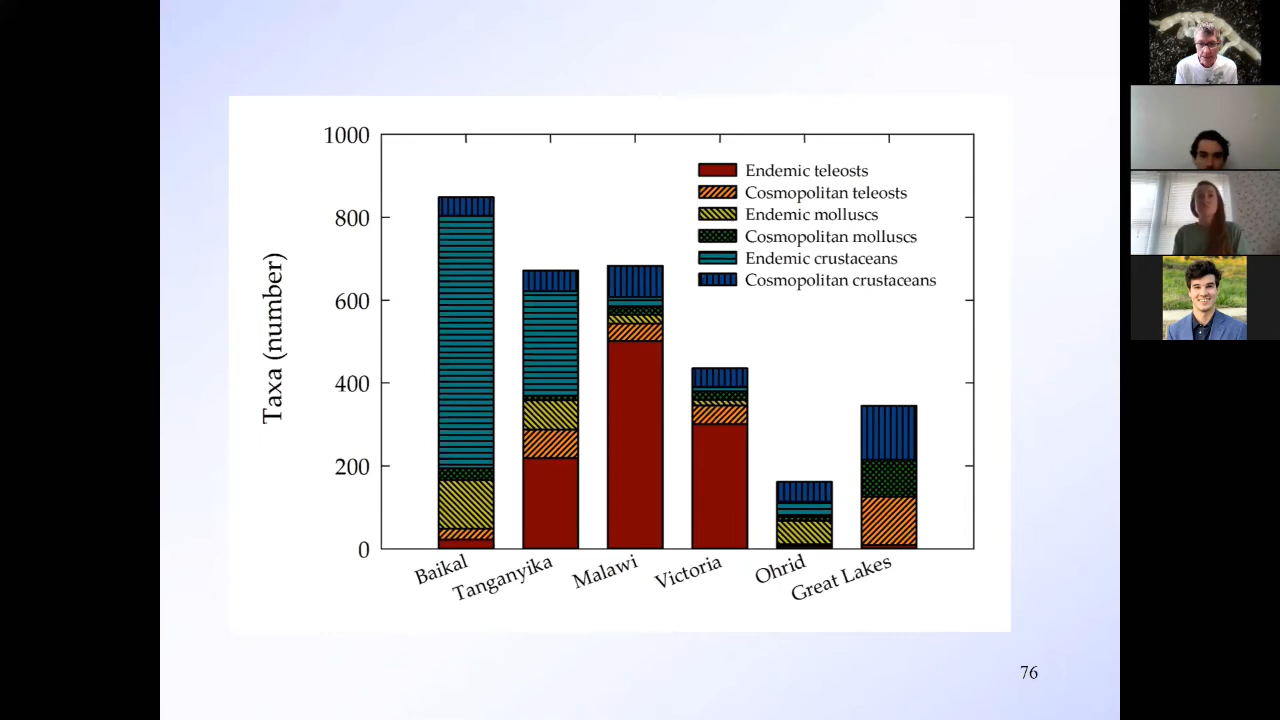 1000
800
600
400
200
0
Taxa (number)
Endemic teleosts
Cosmopolitan teleosts
Endemic molluscs
Cosmopolitan molluscs
Endemic crustaceans
Cosmopolitan crustaceans
Baikal
Tanganyika
Malawi
Victoria
Ohrid
Great Lakes
76